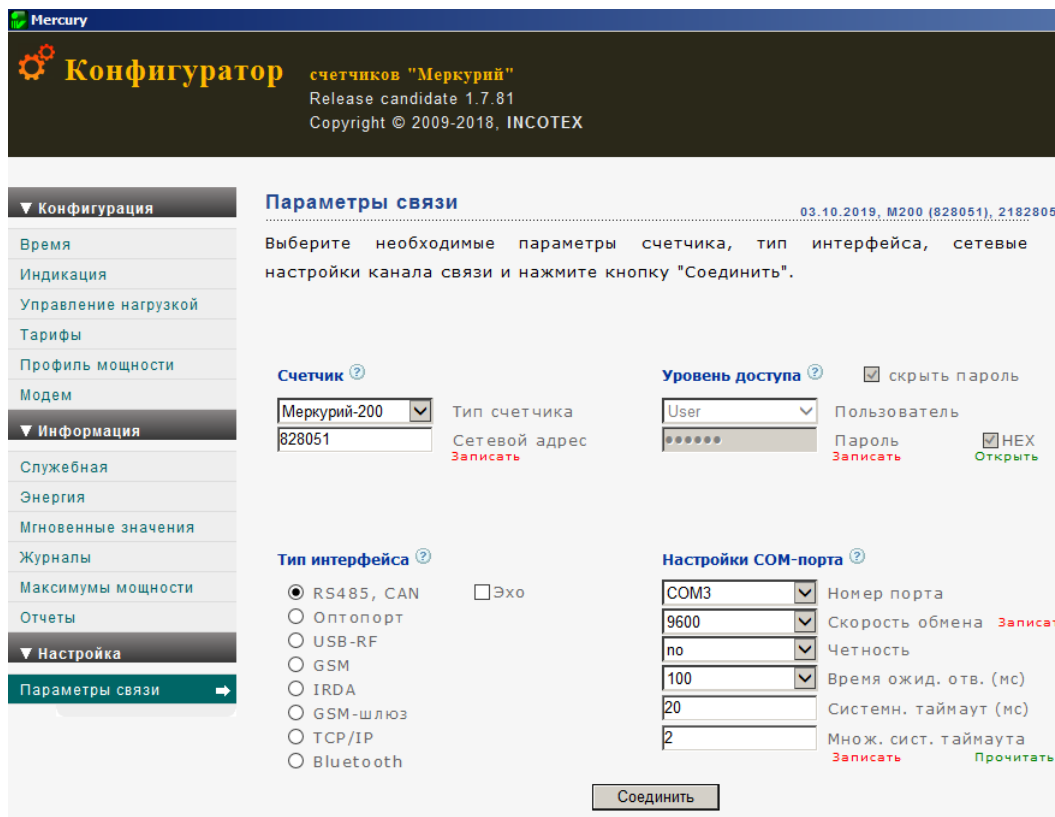 Mercury
Конфигуратор счетчиков "Меркурий"
Release candidate 1.7.81
Copyright © 2009-2018, INCOTEX
▼ Конфигурация
Время
Индикация
Управление нагрузкой
Тарифы
Профиль мощности
Модем
▼ Информация
Служебная
Энергия
Мгновенные значения
Журналы
Максимумы мощности
Отчеты
▼ Настройка
Параметры связи
Параметры связи
03.10.2019, M200 (828051), 2182805
Выберите необходимые параметры счетчика, тип интерфейса, сетевые
настройки канала связи и нажмите кнопку "Соединить".
Счетчик ?
Меркурий-200 Тип счетчика
828051 Сетевой адрес
Записать
Уровень доступа ? скрыть пароль
User Пользователь
•••••• Пароль HEX
Записать Открыть
Тип интерфейса ?
RS485, CAN Эхо
Оптопорт
USB-RF
GSM
IRDA
GSM-шлюз
TCP/IP
Bluetooth
Настройки COM-порта ?
COM3 Номер порта
9600 Скорость обмена Записат
no Четность
100 Время ожид. отв. (мс)
20 Системн. таймаут (мс)
2 Множ. сист. таймаута
Записать Прочитать
Соединить